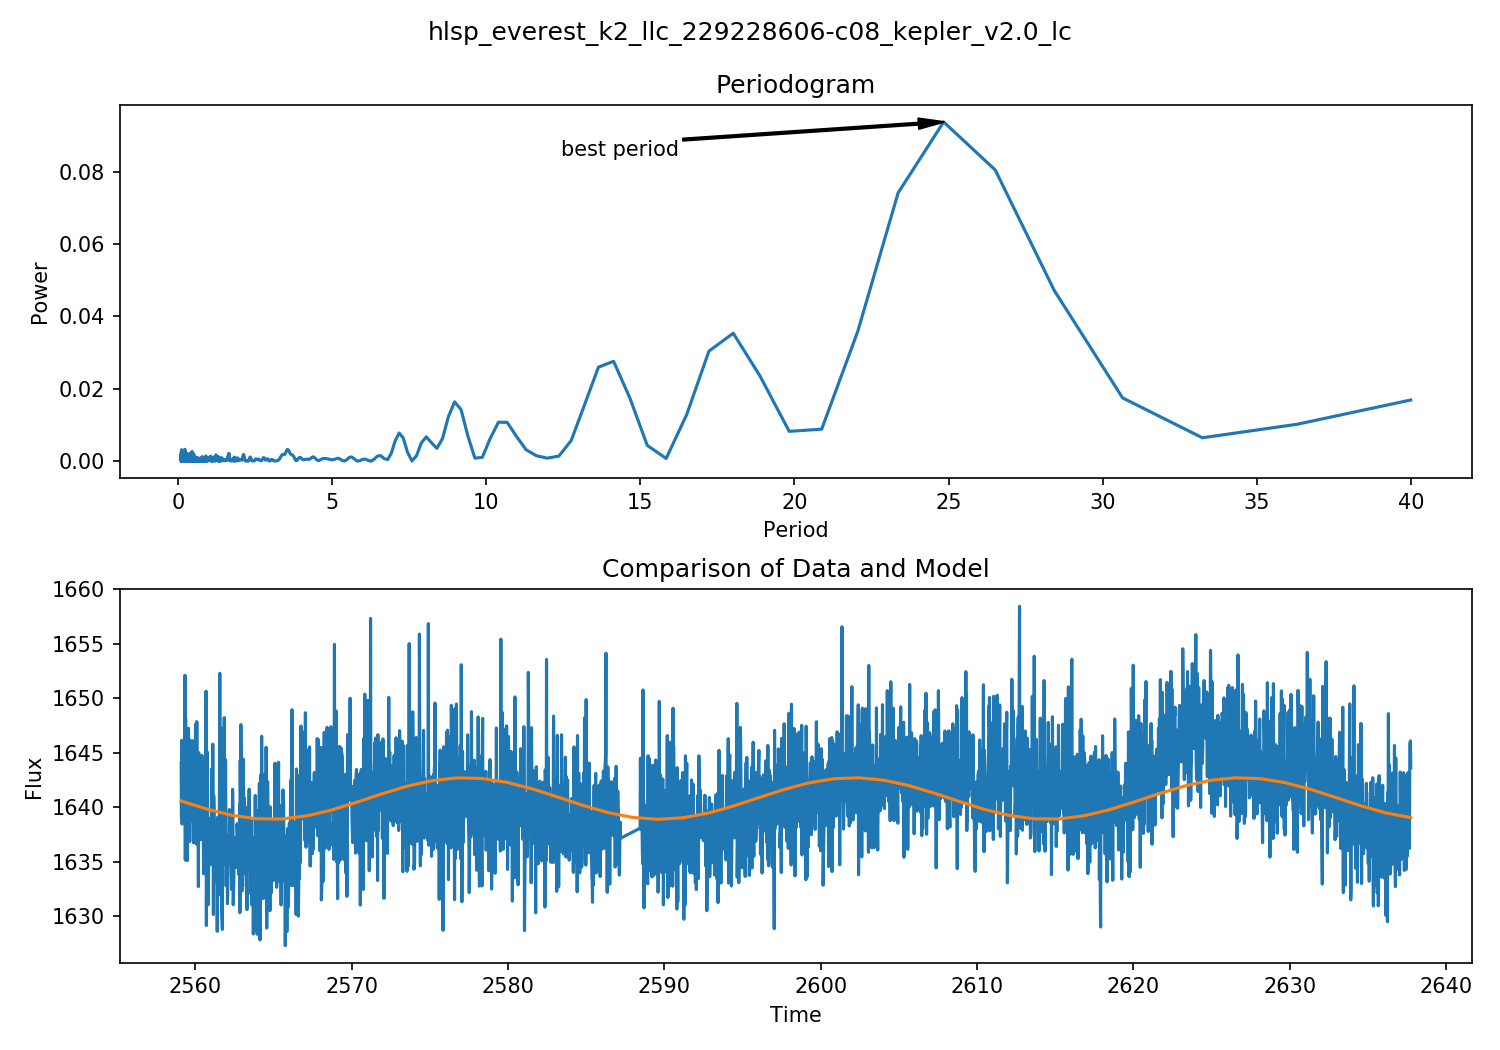 hlsp_everest_k2_llc_229228606-c08_kepler_v2.0_lc
Periodogram
best period
Power
0.08
0.06
0.04
0.02
0.00
0 5 10 15 20 25 30 35 40
Period
Comparison of Data and Model
Flux
1660
1655
1650
1645
1640
1635
1630
2560 2570 2580 2590 2600 2610 2620 2630 2640
Time